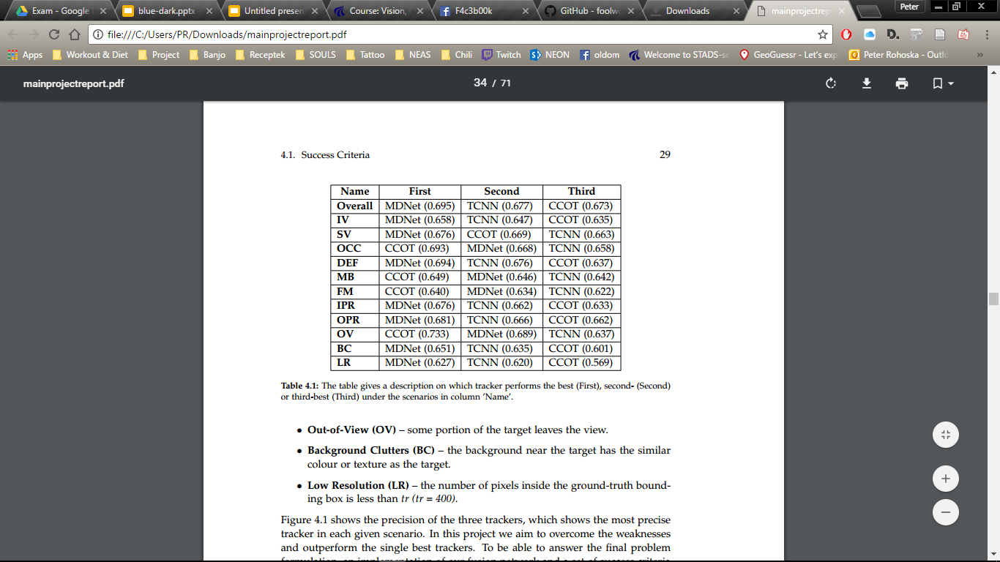 Exam - Google blue-dark.pptx Untitled presen Course: Vision, F4c3b00k GitHub - foolw Downloads mainprojectrep Peter
file:///C:/Users/PR/Downloads/mainprojectreport.pdf
Apps Workout & Diet Project Banjo Receptek SOULS Tattoo NEAS Chili Twitch NEON oldom Welcome to STADS-se GeoGuessr - Let's exp Peter Rohoska - Outlo »
mainprojectreport.pdf 34 / 71
4.1. Success Criteria 29
Name First Second Third
Overall MDNet (0.695) TCNN (0.677) CCOT (0.673)
IV MDNet (0.658) TCNN (0.647) CCOT (0.635)
SV MDNet (0.676) CCOT (0.669) TCNN (0.663)
OCC CCOT (0.693) MDNet (0.668) TCNN (0.658)
DEF MDNet (0.694) TCNN (0.676) CCOT (0.637)
MB CCOT (0.649) MDNet (0.646) TCNN (0.642)
FM CCOT (0.640) MDNet (0.634) TCNN (0.622)
IPR MDNet (0.676) TCNN (0.662) CCOT (0.633)
OPR MDNet (0.681) TCNN (0.666) CCOT (0.662)
OV CCOT (0.733) MDNet (0.689) TCNN (0.637)
BC MDNet (0.651) TCNN (0.635) CCOT (0.601)
LR MDNet (0.627) TCNN (0.620) CCOT (0.569)
Table 4.1: The table gives a description on which tracker performs the best (First), second- (Second)
or third-best (Third) under the scenarios in column 'Name'.
• Out-of-View (OV) – some portion of the target leaves the view.
• Background Clutters (BC) – the background near the target has the similar
colour or texture as the target.
• Low Resolution (LR) – the number of pixels inside the ground-truth bound-
ing box is less than tr (tr = 400).
Figure 4.1 shows the precision of the three trackers, which shows the most precise
tracker in each given scenario. In this project we aim to overcome the weaknesses
and outperform the single best trackers. To be able to answer the final problem